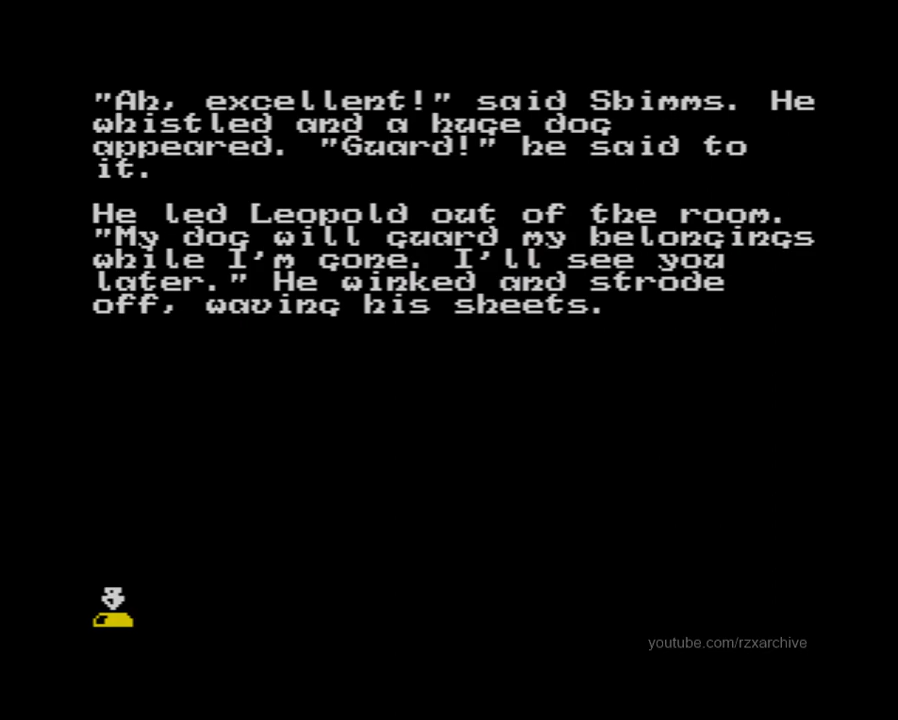 "Ah, excellent!" said Sbimms. He
whistled and a huge dog
appeared. "Guard!" he said to
it.
He led Leopold out of the room.
"My dog will guard my belongings
while I'm gone. I'll see you
later." He winked and strode
off, waving his sheets.
youtube.com/rzxarchive